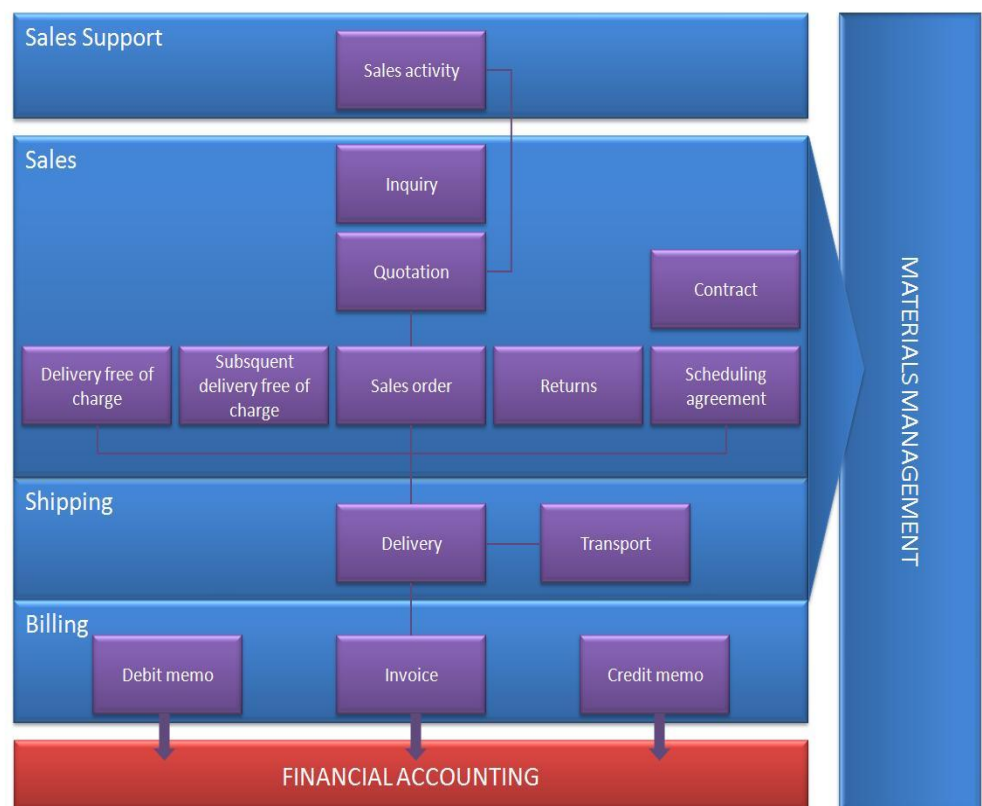 Sales Support
Sales activity
Sales
Inquiry
Quotation
Contract
Delivery free of
charge
Subsquent
delivery free of
charge
Sales order
Returns
Scheduling
agreement
Shipping
Delivery
Transport
Billing
Debit memo
Invoice
Credit memo
FINANCIAL ACCOUNTING
MATERIALS MANAGEMENT